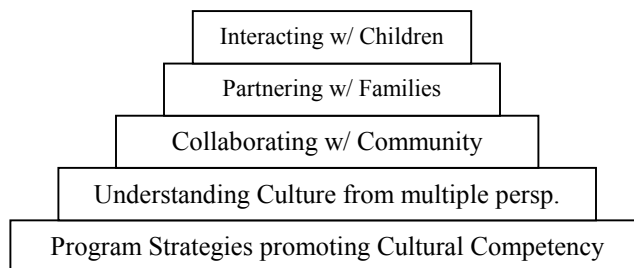 Interacting w/ Children
Partnering w/ Families
Collaborating w/ Community
Understanding Culture from multiple persp.
Program Strategies promoting Cultural Competency